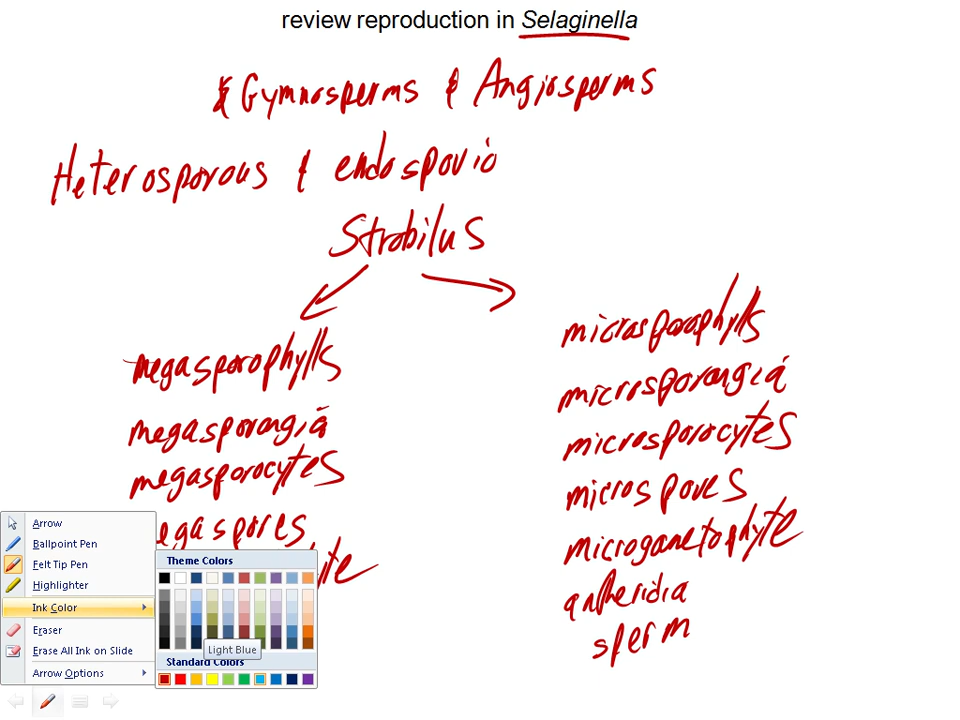 review reproduction in Selaginella
& Gymnosperms & Angiosperms
Heterosporous & endosporic
Strobilus
megasporophylls
microsporophylls
megasporangia
microsporangia
megasporocytes
microsporocytes
egaspores
microspores
yte
microgametophyte
antheridia
sperm
Arrow
Ballpoint Pen
Felt Tip Pen
Highlighter
Ink Color
Eraser
Erase All Ink on Slide
Arrow Options
Theme Colors
Light Blue
Standard Colors